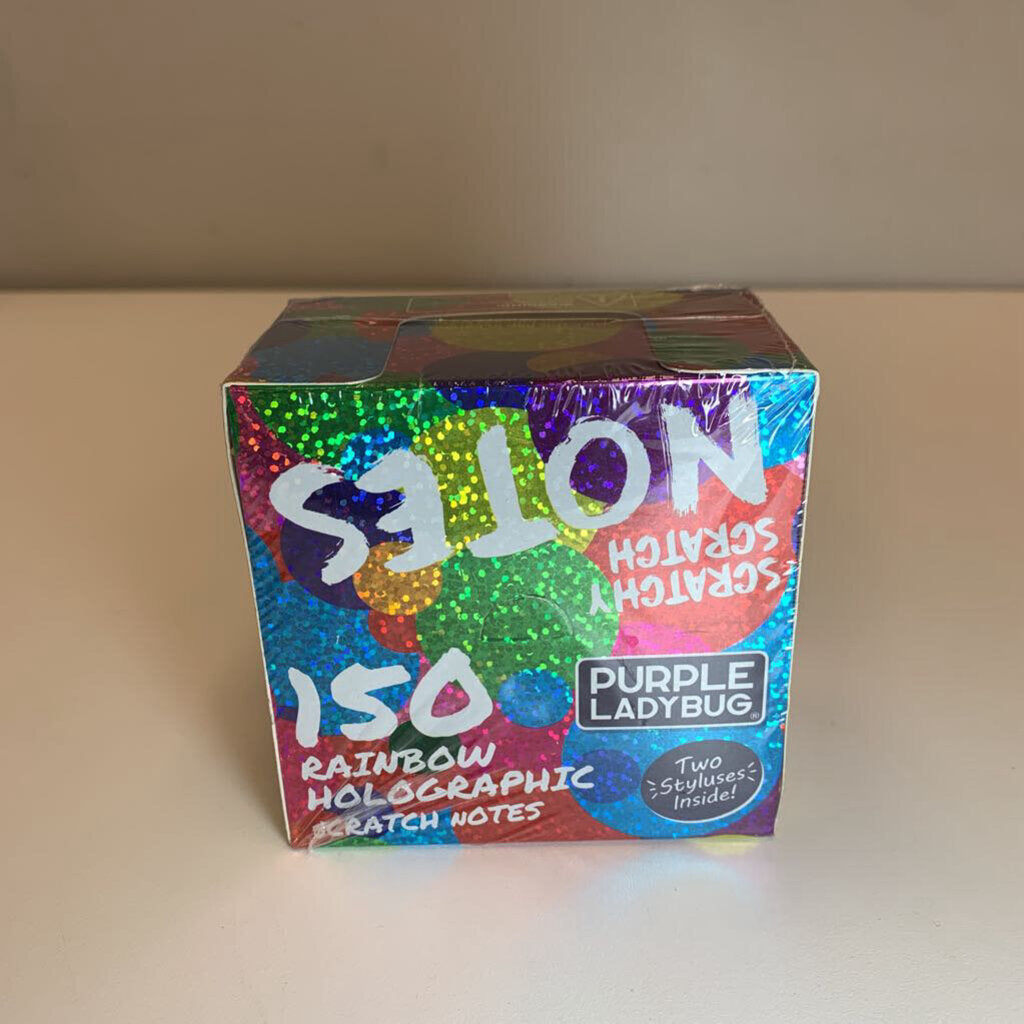 SCRATCHY
SCRATCH
NOTES
150
RAINBOW
HOLOGRAPHIC
SCRATCH NOTES
PURPLE
LADYBUG®
Two
Styluses
Inside!